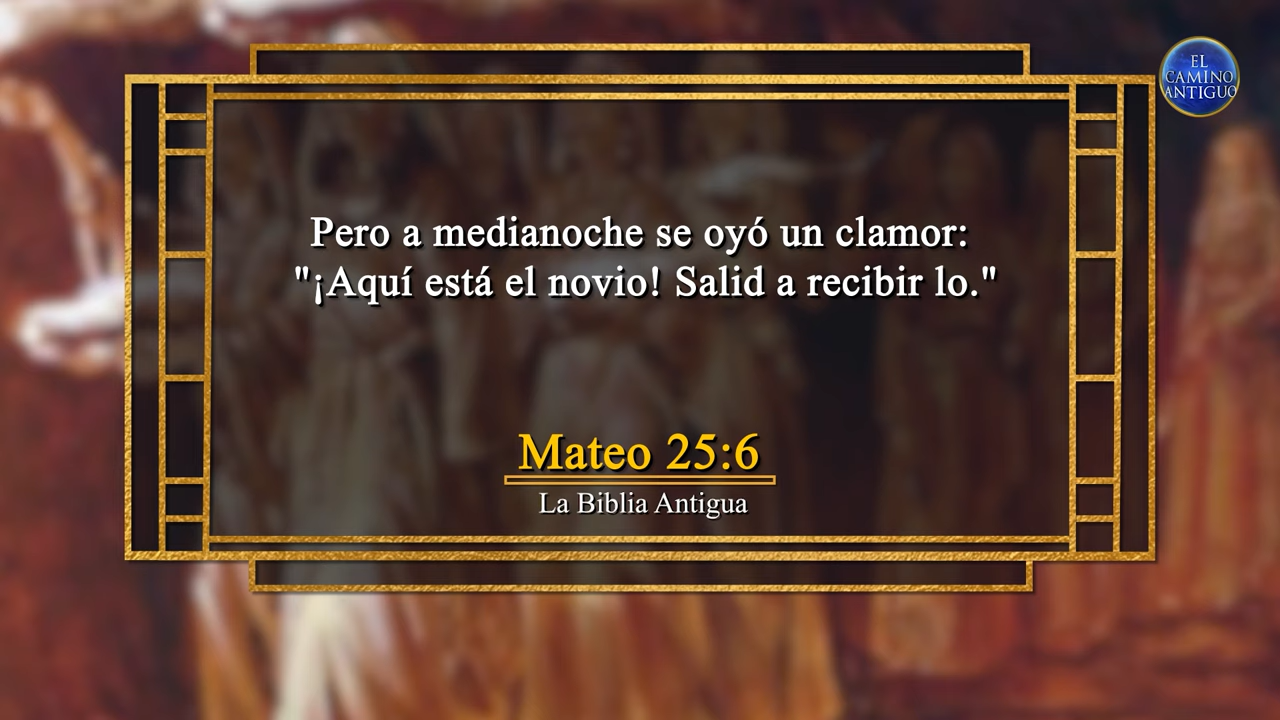 EL
CAMINO
ANTIGUO
Pero a medianoche se oyó un clamor:
"¡Aquí está el novio! Salid a recibir lo."
Mateo 25:6
La Biblia Antigua